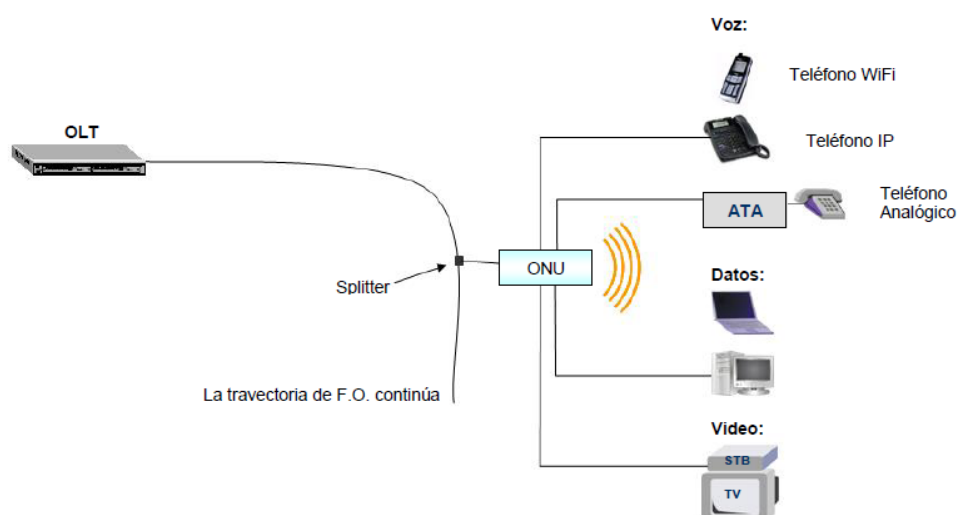 Voz:
Teléfono WiFi
OLT
Teléfono IP
Teléfono
Analógico
ATA
ONU
Splitter
Datos:
La travectoria de F.O. continúa
Video:
STB
TV